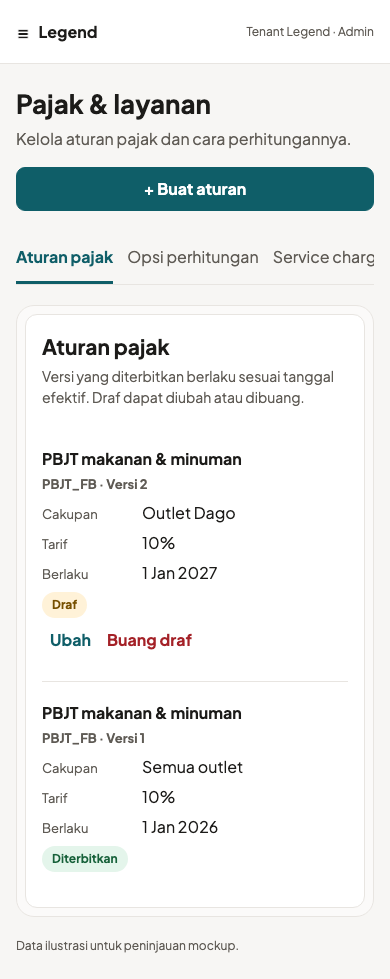 ≡ Legend
Tenant Legend · Admin
Pajak & layanan
Kelola aturan pajak dan cara perhitungannya.
+ Buat aturan
Aturan pajak Opsi perhitungan Service charg
Aturan pajak
Versi yang diterbitkan berlaku sesuai tanggal
efektif. Draf dapat diubah atau dibuang.
PBJT makanan & minuman
PBJT_FB · Versi 2
Cakupan Outlet Dago
Tarif 10%
Berlaku 1 Jan 2027
Draf
Ubah Buang draf
PBJT makanan & minuman
PBJT_FB · Versi 1
Cakupan Semua outlet
Tarif 10%
Berlaku 1 Jan 2026
Diterbitkan
Data ilustrasi untuk peninjauan mockup.